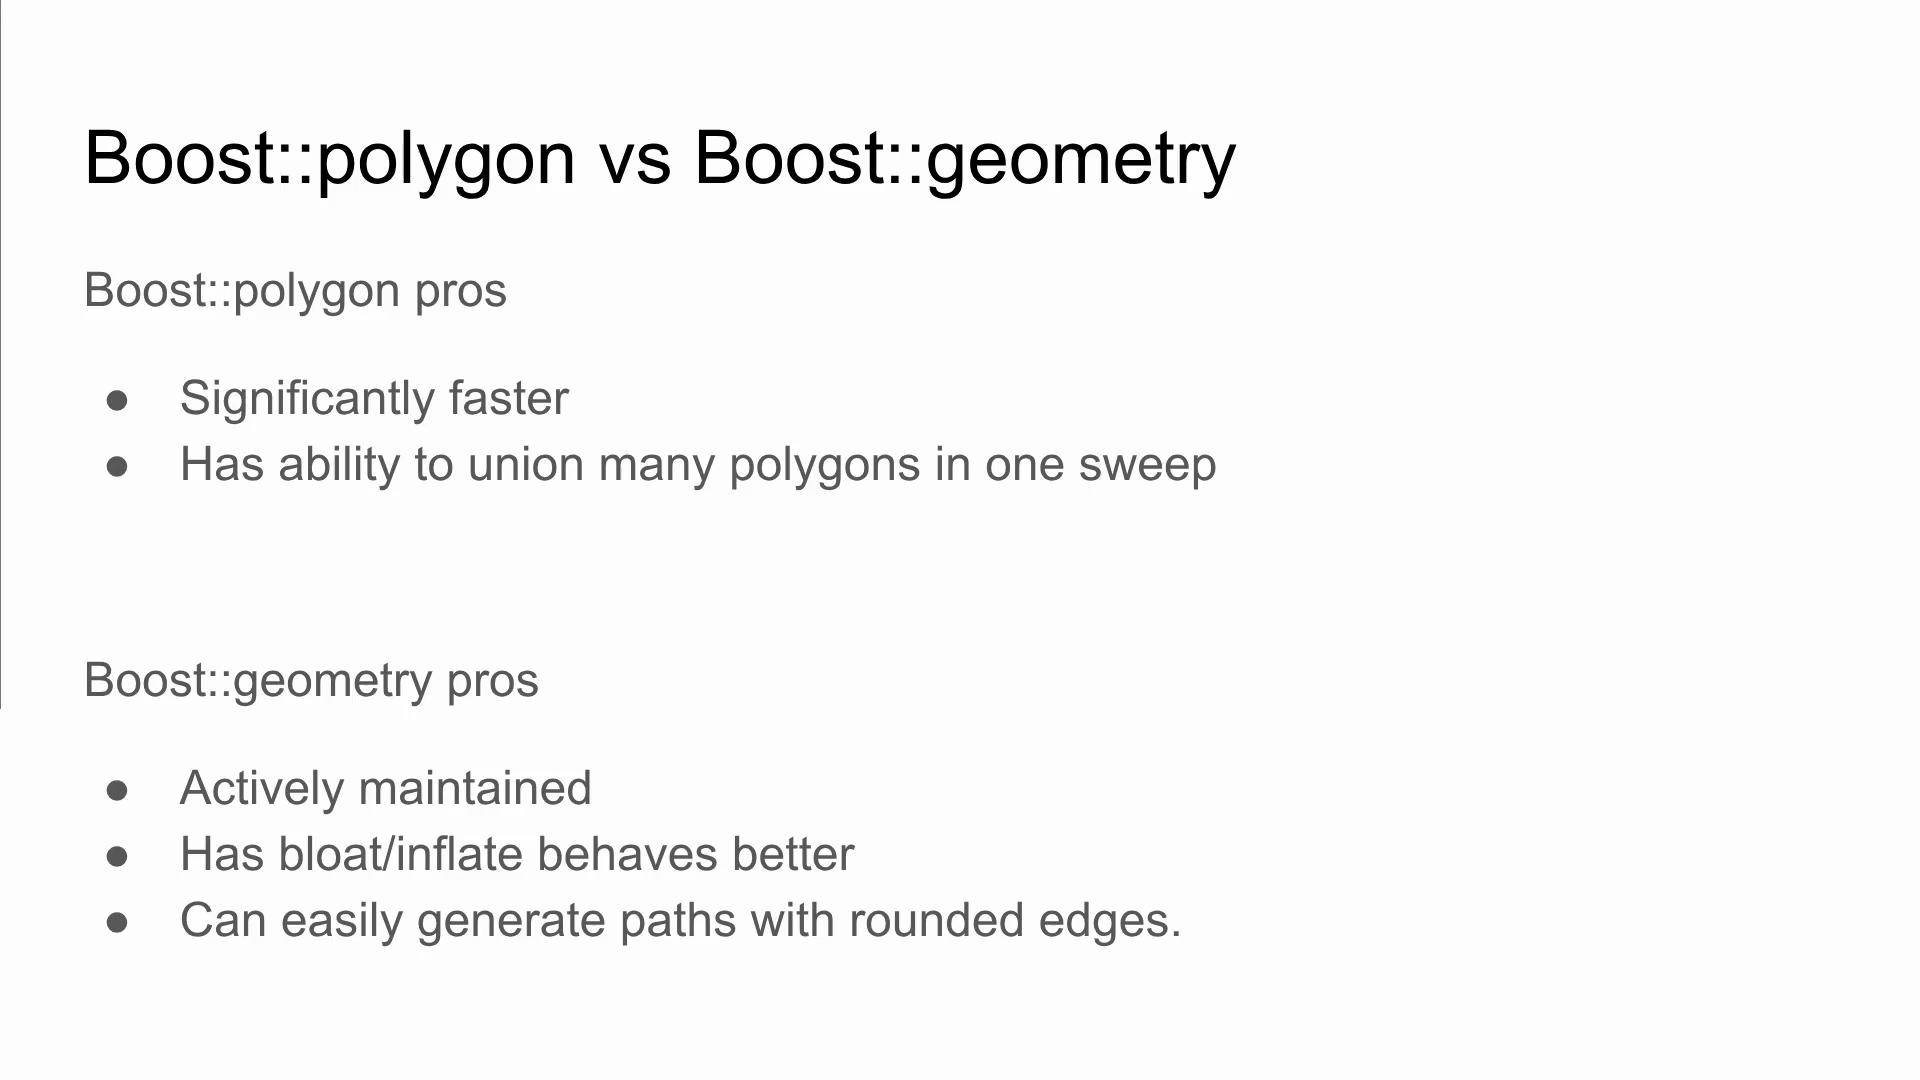 Boost::polygon vs Boost::geometry
Boost::polygon pros
● Significantly faster
● Has ability to union many polygons in one sweep
Boost::geometry pros
● Actively maintained
● Has bloat/inflate behaves better
● Can easily generate paths with rounded edges.